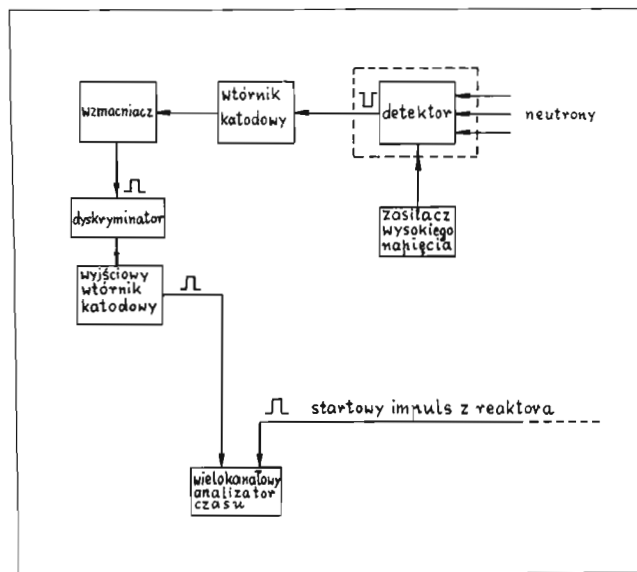 wzmacniacz
wtórnik
katodowy
detektor
neutrony
zasilacz
wysokiego
napięcia
dyskryminator
wyjściowy
wtórnik
katodowy
startowy impuls z reaktora
wielokanałowy
analizator
czasu